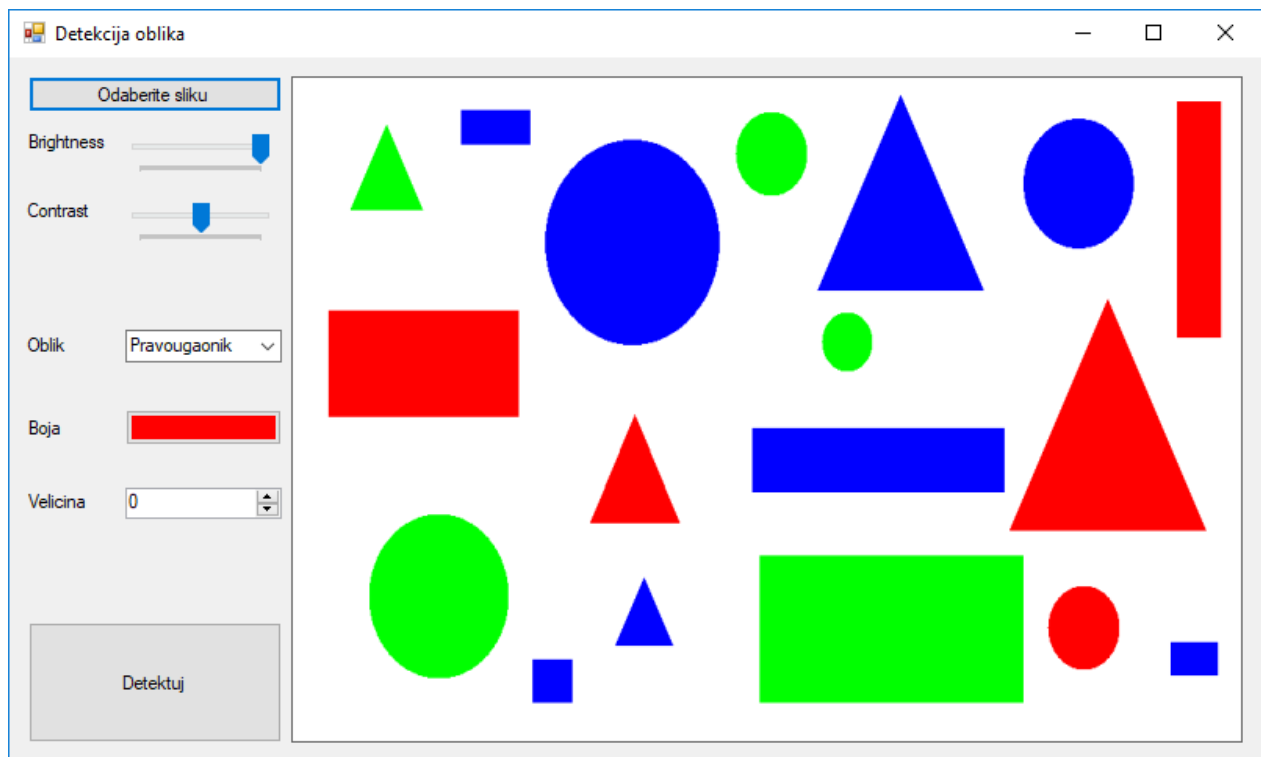 Detekcija oblika
Odaberite sliku
Brightness
Contrast
Oblik Pravougaonik
Boja
Velicina 0
Detektuj